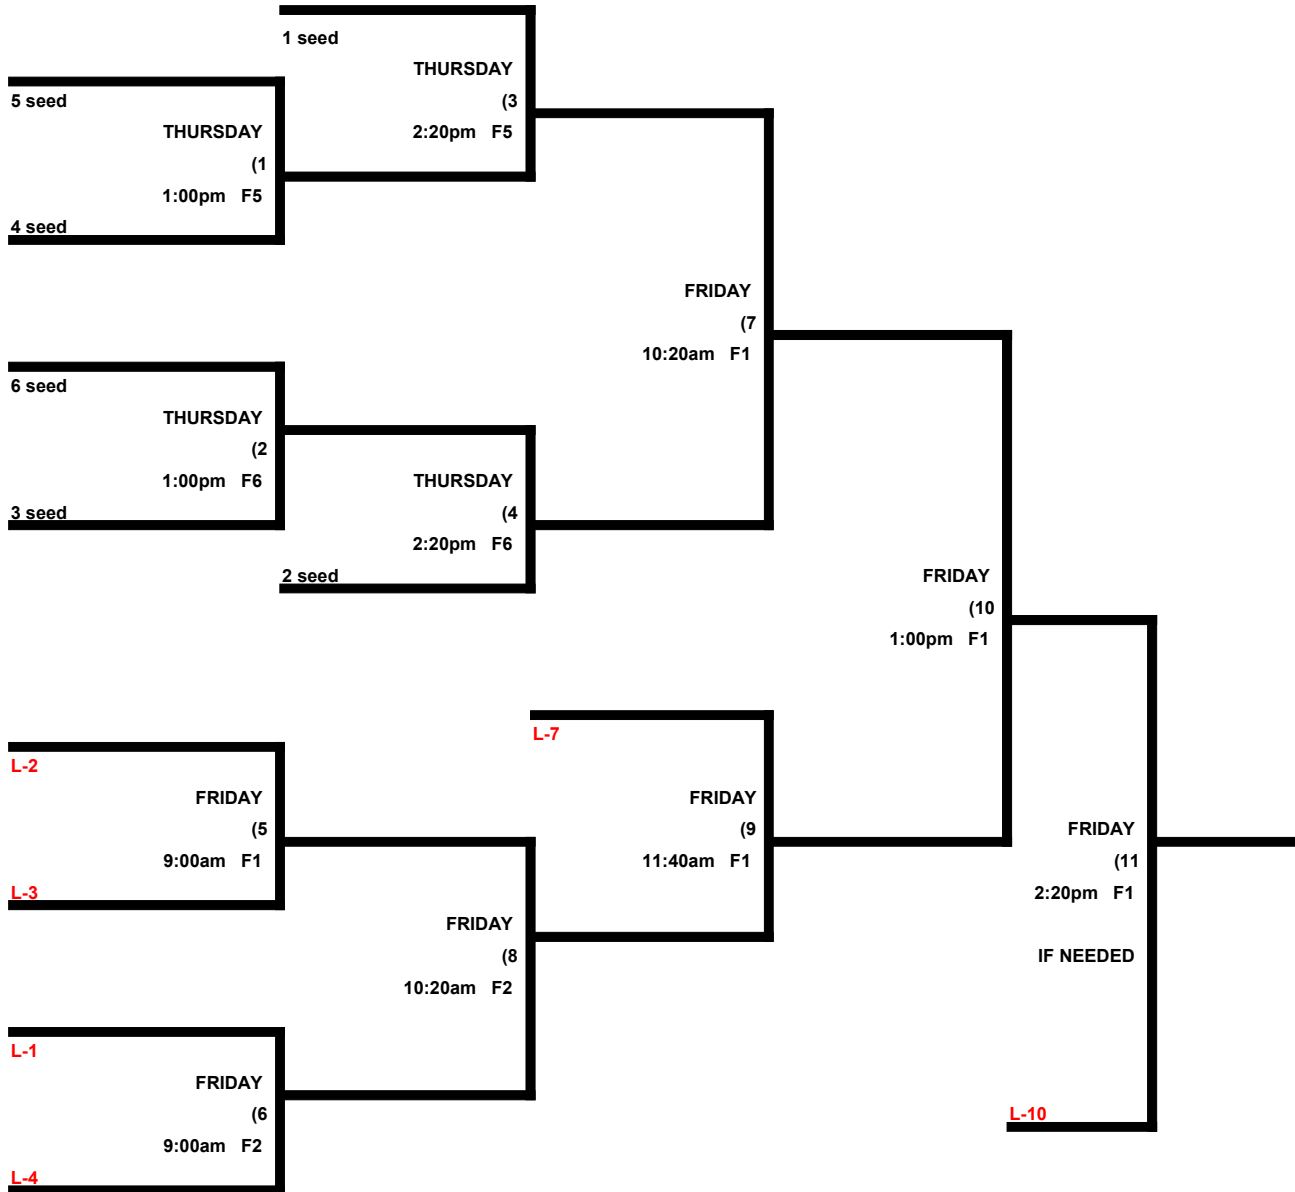 1 seed
THURSDAY
(3
2:20pm F5
5 seed
THURSDAY
(1
1:00pm F5
4 seed
FRIDAY
(7
10:20am F1
6 seed
THURSDAY
(2
1:00pm F6
3 seed
THURSDAY
(4
2:20pm F6
2 seed
FRIDAY
(10
1:00pm F1
L-7
L-2
FRIDAY
(5
9:00am F1
L-3
FRIDAY
(9
11:40am F1
FRIDAY
(11
2:20pm F1
IF NEEDED
FRIDAY
(8
10:20am F2
L-1
FRIDAY
(6
9:00am F2
L-4
L-10